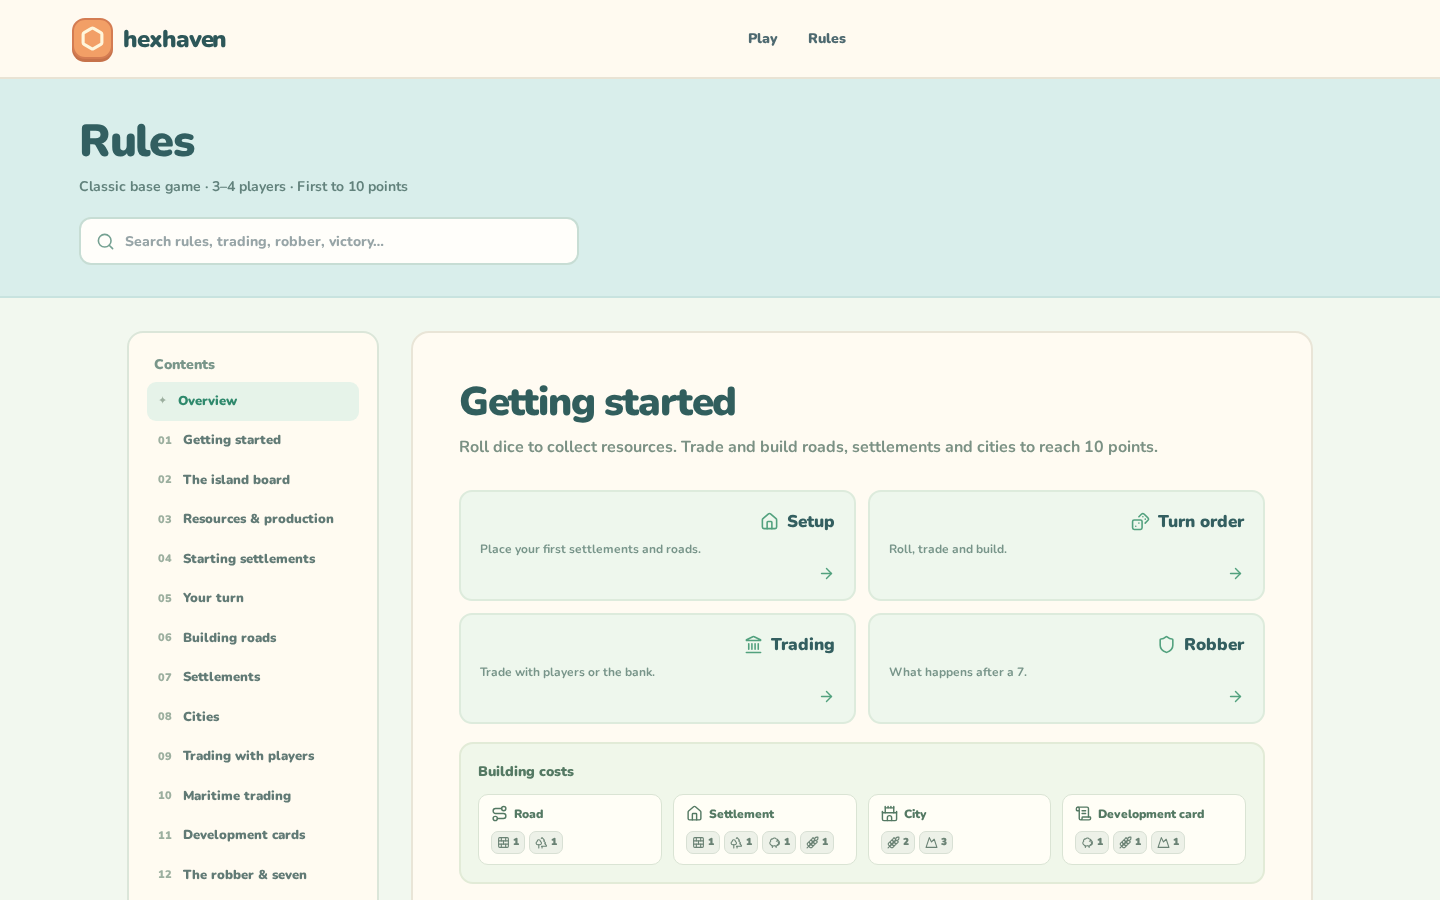 hexhaven
Play
Rules
Rules
Classic base game · 3–4 players · First to 10 points
Search rules, trading, robber, victory...
Contents
Overview
01 Getting started
02 The island board
03 Resources & production
04 Starting settlements
05 Your turn
06 Building roads
07 Settlements
08 Cities
09 Trading with players
10 Maritime trading
11 Development cards
12 The robber & seven
Getting started
Roll dice to collect resources. Trade and build roads, settlements and cities to reach 10 points.
Setup
Place your first settlements and roads.
Turn order
Roll, trade and build.
Trading
Trade with players or the bank.
Robber
What happens after a 7.
Building costs
Road
1 1
Settlement
1 1 1 1
City
2 3
Development card
1 1 1